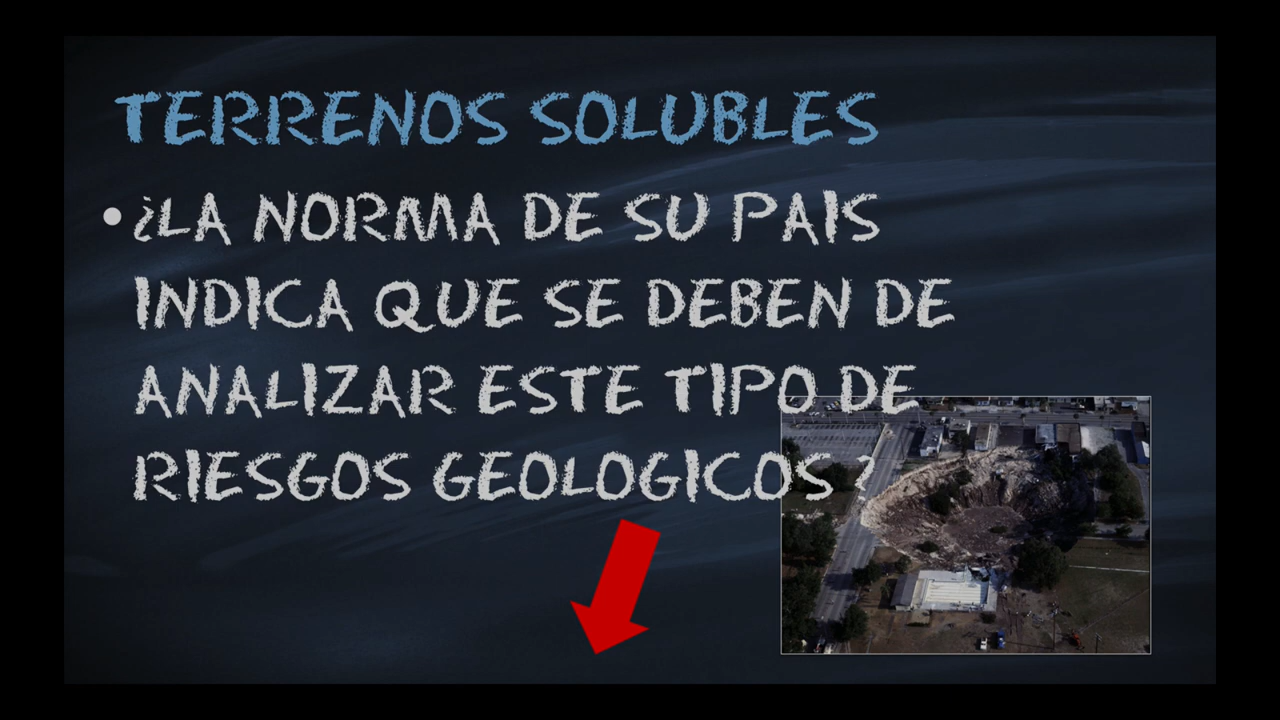 TERRENOS SOLUBLES
•¿LA NORMA DE SU PAIS
INDICA QUE SE DEBEN DE
ANALIZAR ESTE TIPO DE
RIESGOS GEOLOGICOS ?